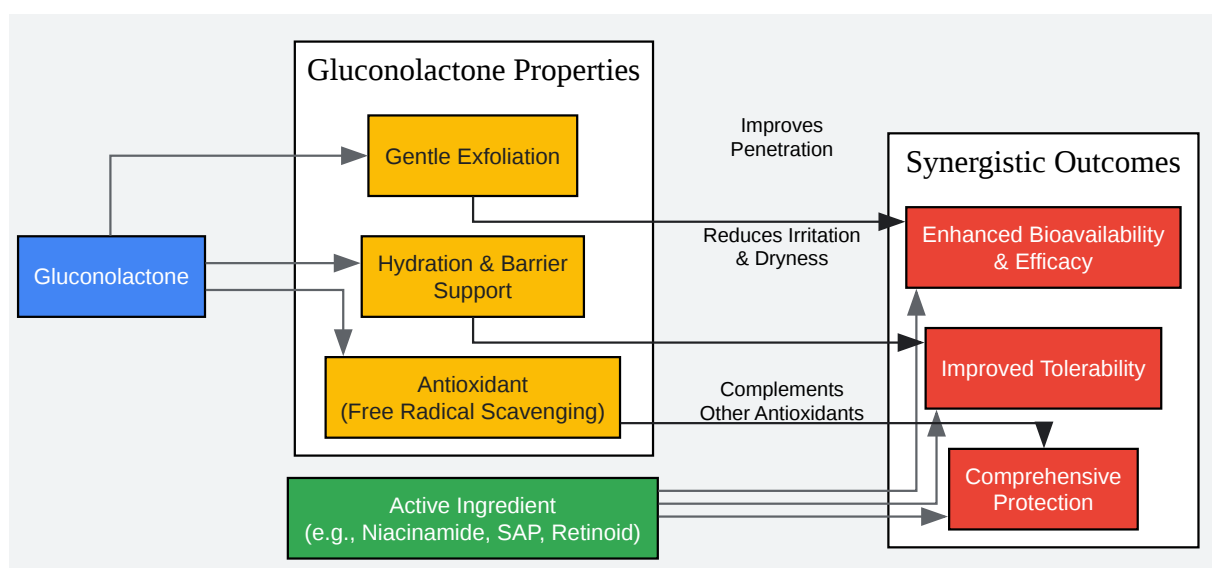 Gluconolactone Properties
Gentle Exfoliation
Improves
Penetration
Synergistic Outcomes
Gluconolactone
Hydration & Barrier
Support
Reduces Irritation
& Dryness
Enhanced Bioavailability
& Efficacy
Antioxidant
(Free Radical Scavenging)
Complements
Other Antioxidants
Improved Tolerability
Active Ingredient
(e.g., Niacinamide, SAP, Retinoid)
Comprehensive
Protection